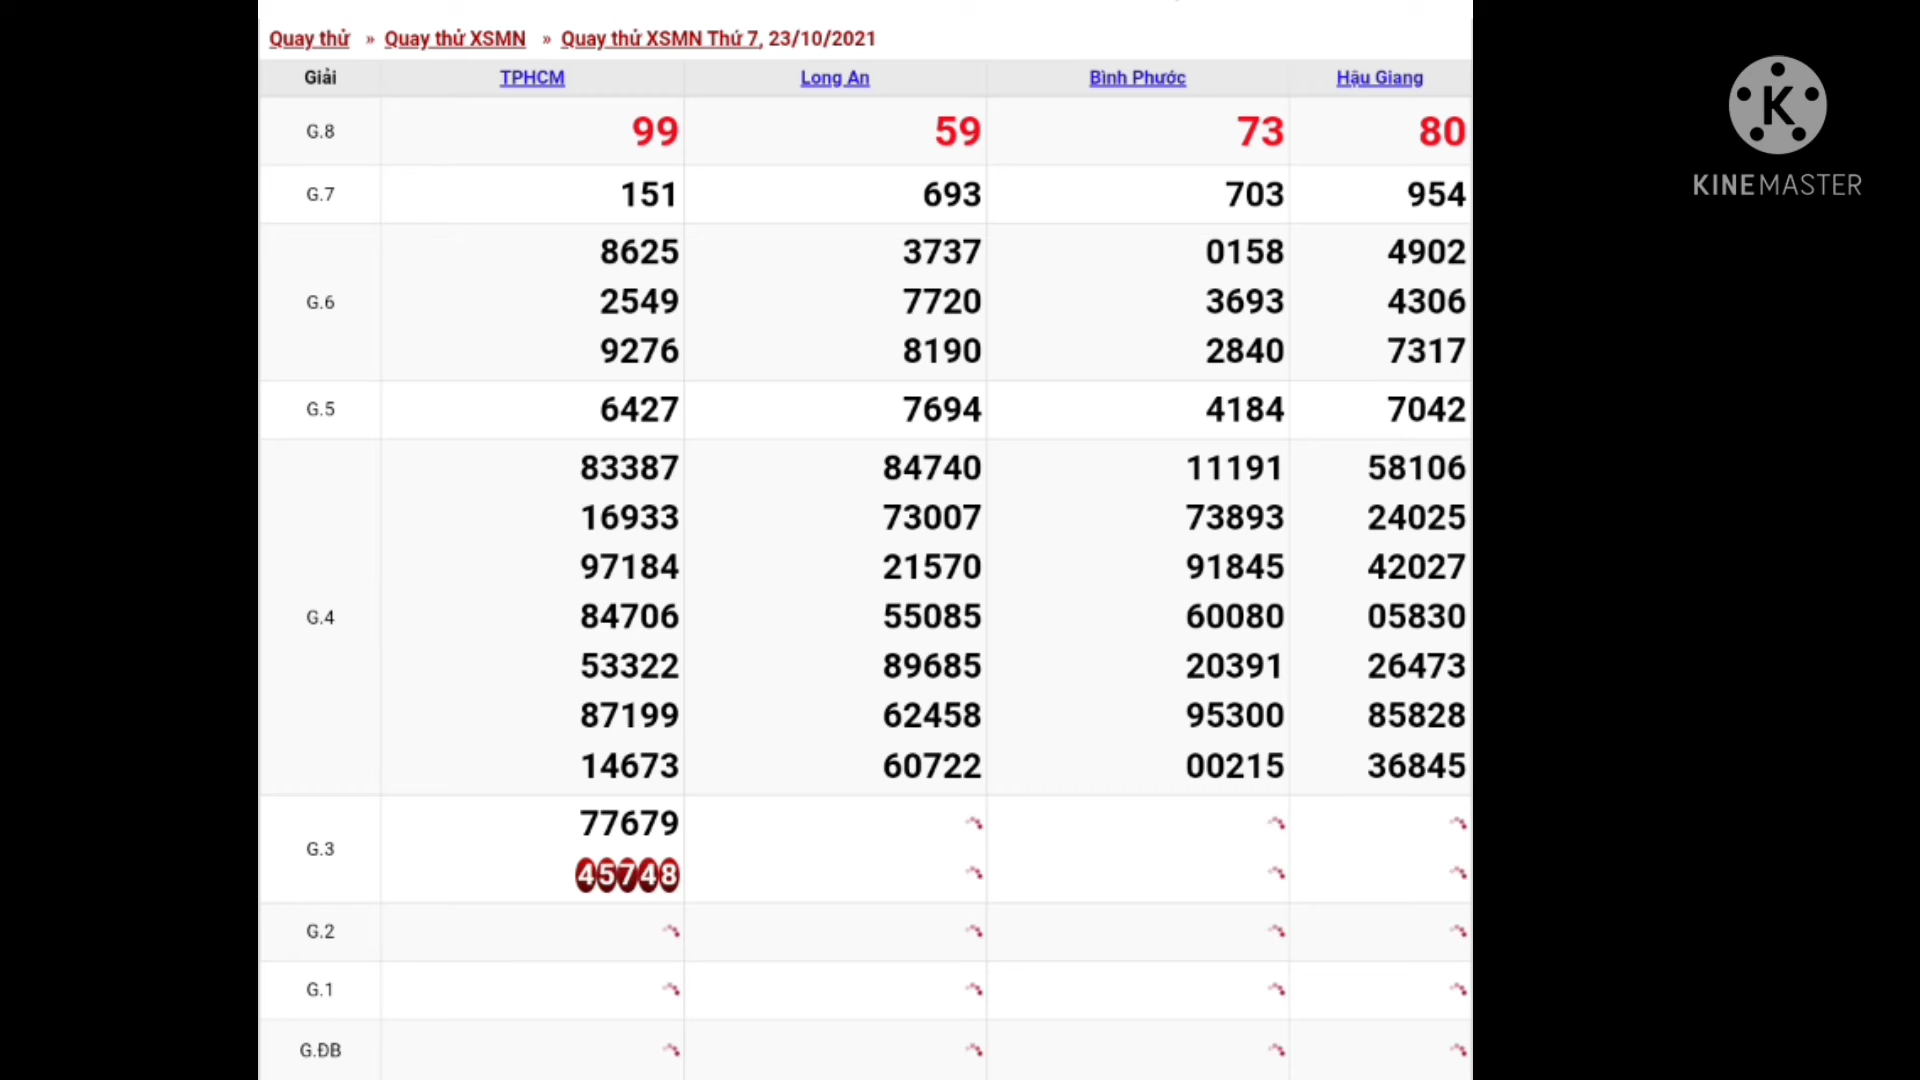 Quay thử » Quay thử XSMN » Quay thử XSMN Thứ 7, 23/10/2021
Giải TPHCM Long An Bình Phước Hậu Giang
G.8 99 59 73 80
G.7 151 693 703 954
8625 3737 0158 4902
G.6 2549 7720 3693 4306
9276 8190 2840 7317
G.5 6427 7694 4184 7042
83387 84740 11191 58106
16933 73007 73893 24025
97184 21570 91845 42027
G.4 84706 55085 60080 05830
53322 89685 20391 26473
87199 62458 95300 85828
14673 60722 00215 36845
77679
G.3
45748
G.2
G.1
G.ĐB
K
KINEMASTER